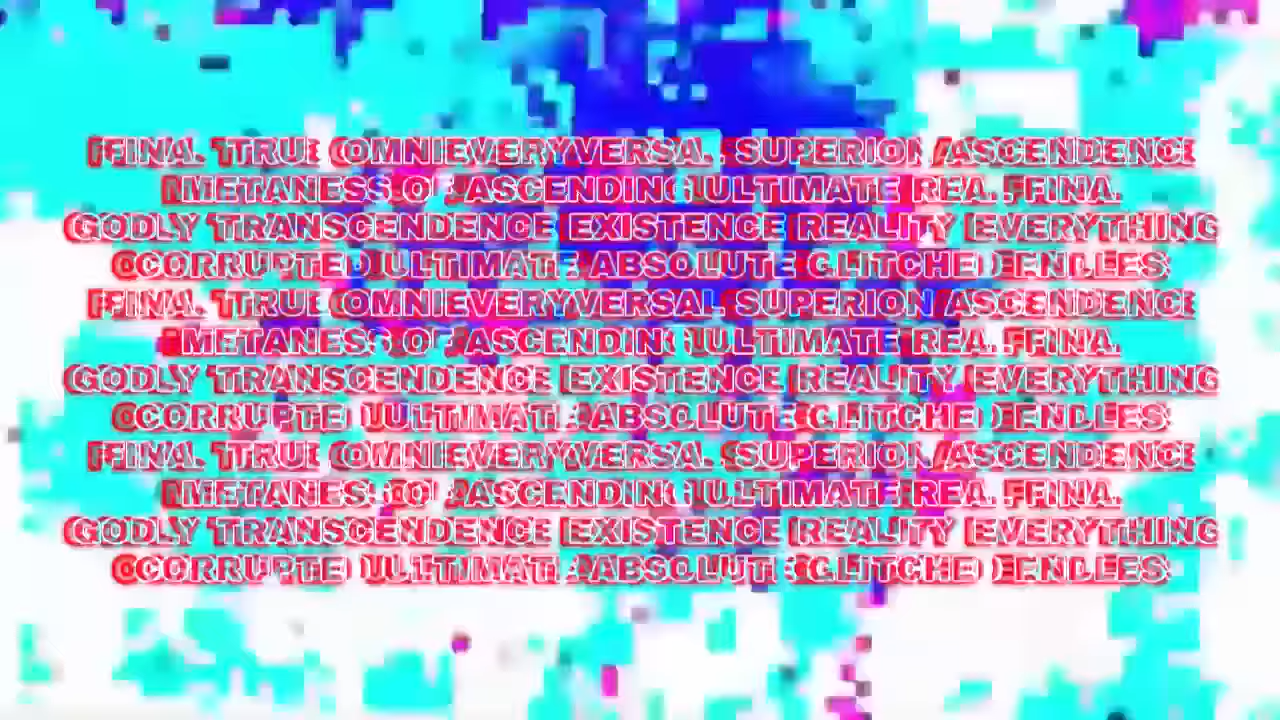 FINAL TRUE OMNIEVERYVERSAL SUPERIOR ASCENDENCE
METANESS OF ASCENDING ULTIMATE REAL FINAL
GODLY TRANSCENDENCE EXISTENCE REALITY EVERYTHING
CORRUPTED ULTIMATE ABSOLUTE GLITCHED ENDLESS
FINAL TRUE OMNIEVERYVERSAL SUPERIOR ASCENDENCE
METANESS OF ASCENDING ULTIMATE REAL FINAL
GODLY TRANSCENDENCE EXISTENCE REALITY EVERYTHING
CORRUPTED ULTIMATE ABSOLUTE GLITCHED ENDLESS
FINAL TRUE OMNIEVERYVERSAL SUPERIOR ASCENDENCE
METANESS OF ASCENDING ULTIMATE REAL FINAL
GODLY TRANSCENDENCE EXISTENCE REALITY EVERYTHING
CORRUPTED ULTIMATE ABSOLUTE GLITCHED ENDLESS